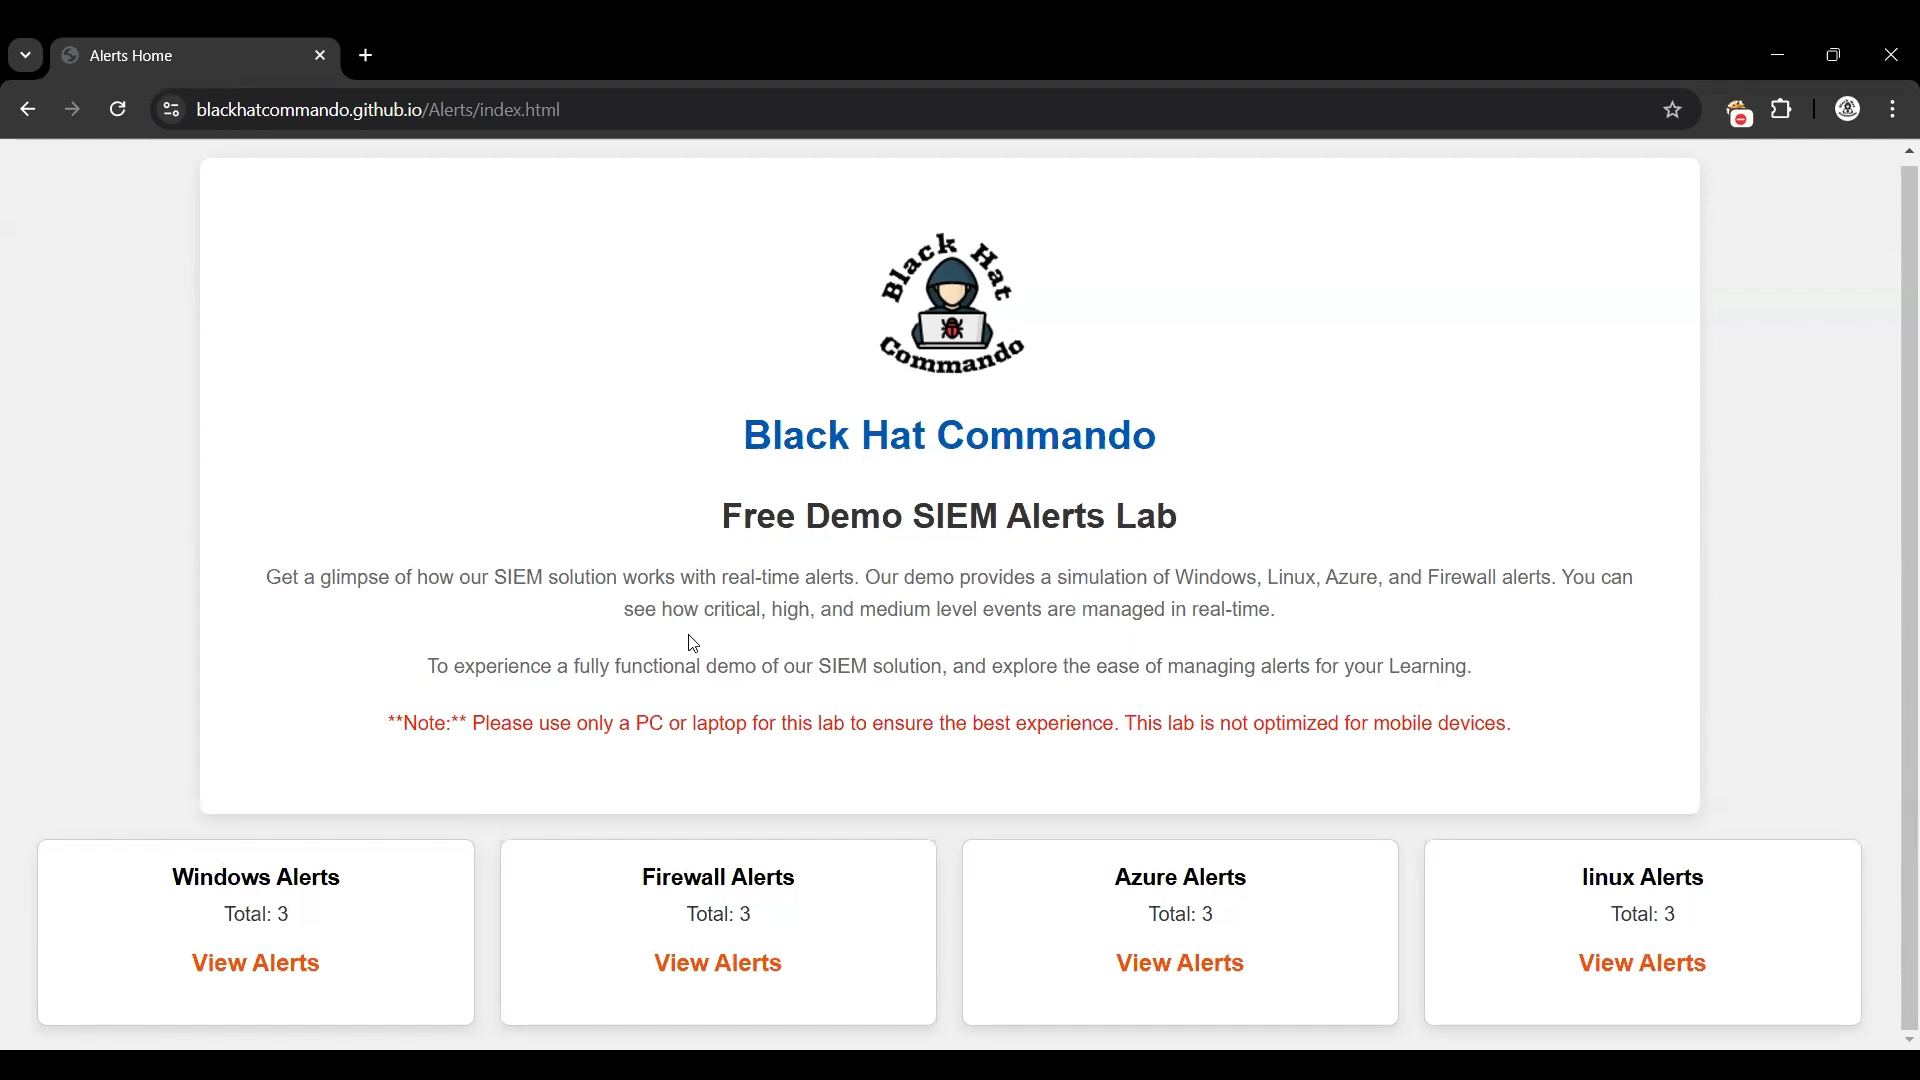 Alerts Home
blackhatcommando.github.io/Alerts/index.html
Black Hat
Commando
Black Hat Commando
Free Demo SIEM Alerts Lab
Get a glimpse of how our SIEM solution works with real-time alerts. Our demo provides a simulation of Windows, Linux, Azure, and Firewall alerts. You can
see how critical, high, and medium level events are managed in real-time.
To experience a fully functional demo of our SIEM solution, and explore the ease of managing alerts for your Learning.
**Note:** Please use only a PC or laptop for this lab to ensure the best experience. This lab is not optimized for mobile devices.
Windows Alerts
Total: 3
View Alerts
Firewall Alerts
Total: 3
View Alerts
Azure Alerts
Total: 3
View Alerts
linux Alerts
Total: 3
View Alerts